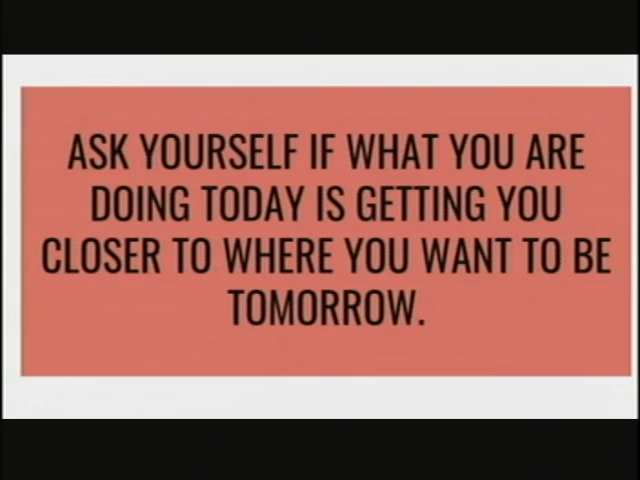 ASK YOURSELF IF WHAT YOU ARE
DOING TODAY IS GETTING YOU
CLOSER TO WHERE YOU WANT TO BE
TOMORROW.